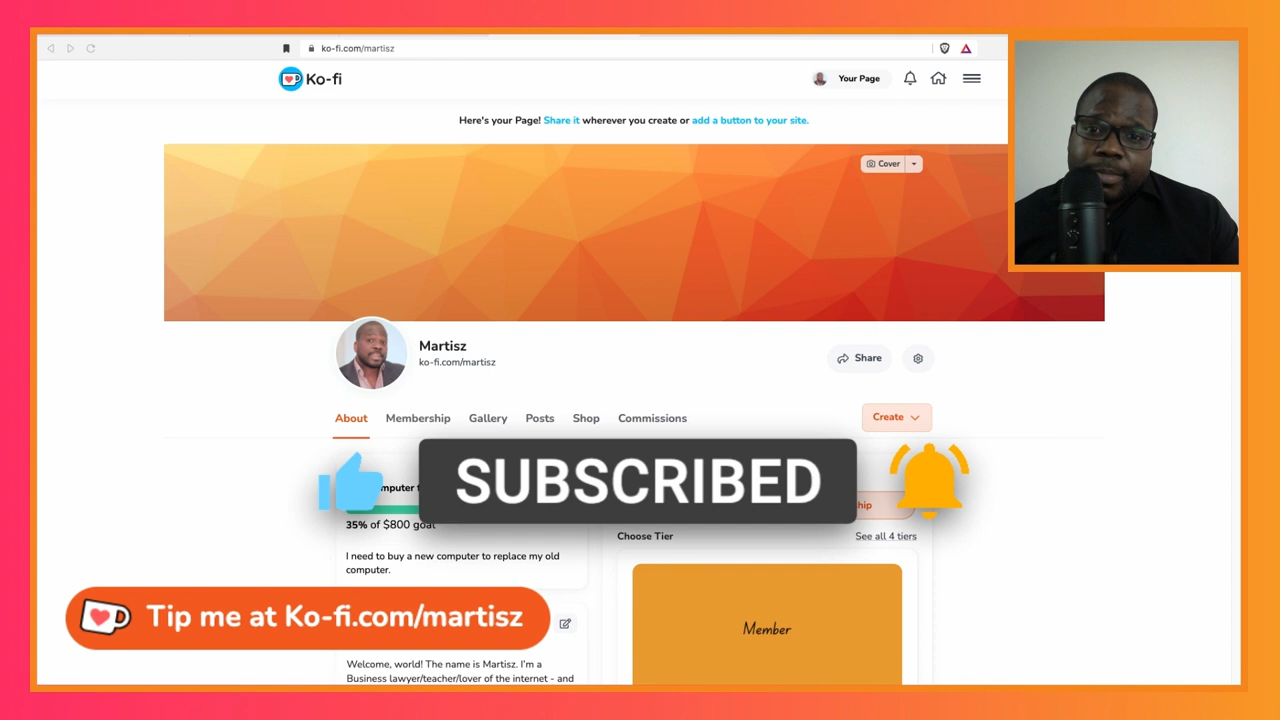 ko-fi.com/martisz
Ko-fi
Your Page
Here's your Page! Share it wherever you create or add a button to your site.
Cover
Martisz
ko-fi.com/martisz
Share
About Membership Gallery Posts Shop Commissions
Create
SUBSCRIBED
35% of $800 goal
Choose Tier
See all 4 tiers
I need to buy a new computer to replace my old
computer.
Tip me at Ko-fi.com/martisz
Member
Welcome, world! The name is Martisz. I'm a
Business lawyer/teacher/lover of the internet - and